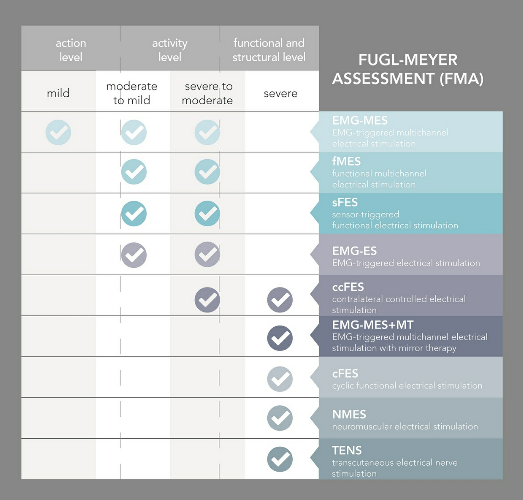 action
level
activity
level
functional and
structural level
FUGL-MEYER
ASSESSMENT (FMA)
mild
moderate
to mild
severe to
moderate
severe
EMG-MES
EMG-triggered multichannel
electrical stimulation
fMES
functional multichannel
electrical stimulation
sFES
sensor triggered
functional electrical stimulation
EMG-ES
EMG-triggered electrical stimulation
ccFES
contralateral controlled electrical
stimulation
EMG-MES+MT
EMG-triggered multichannel electrical
stimulation with mirror therapy
cFES
cyclic functional electrical stimulation
NMES
neuromuscular electrical stimulation
TENS
transcutaneous electrical nerve
stimulation